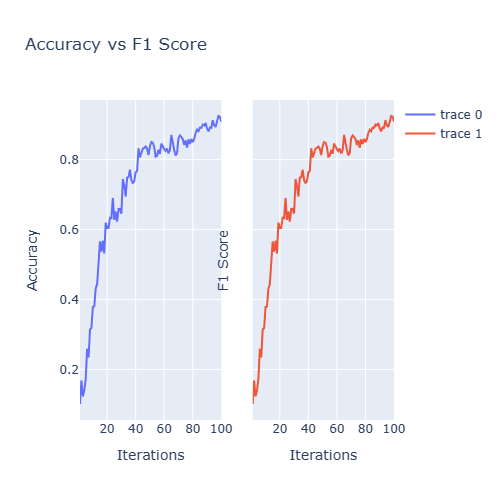 Accuracy vs F1 Score
trace 0
trace 1
Accuracy
0.8
0.6
0.4
0.2
20 40 60 80 100
Iterations
F1 Score
20 40 60 80 100
Iterations